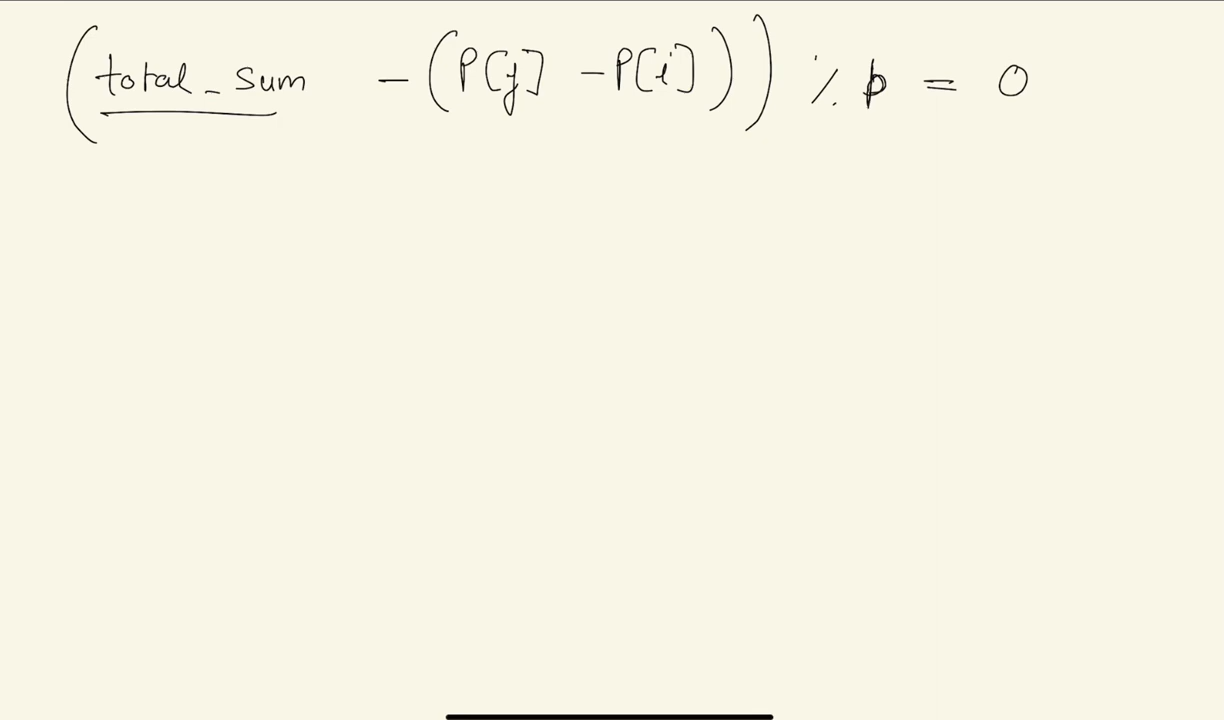 (total_sum - (P[j] - P[i])) % p = 0